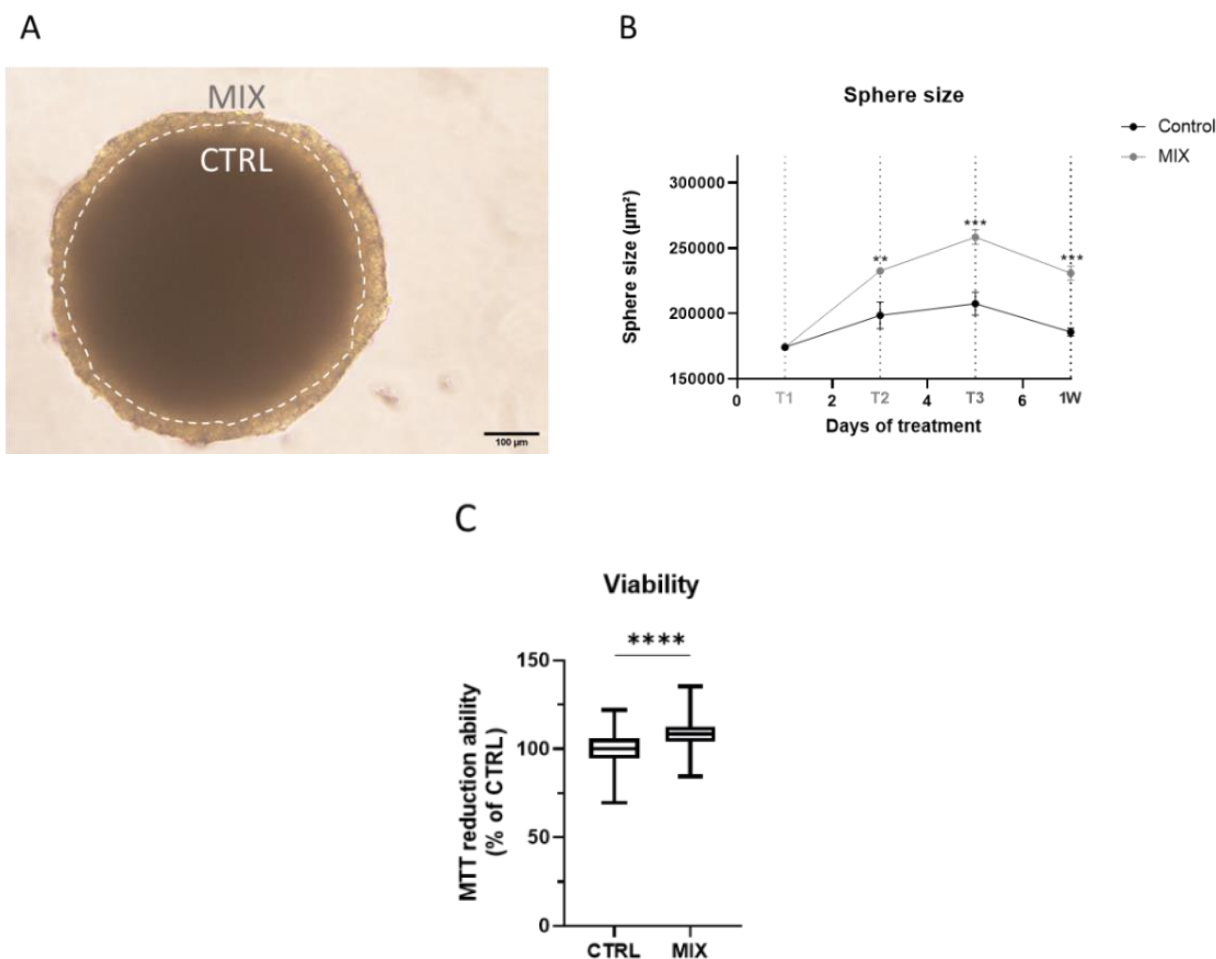 A
MIX
CTRL
100 µm
B
Sphere size
Control
MIX
Sphere size (µm²)
300000
250000
200000
150000
**
***
***
0 T1 2 T2 4 T3 6 1W
Days of treatment
C
Viability
****
MTT reduction ability
(% of CTRL)
150
100
50
0
CTRL MIX